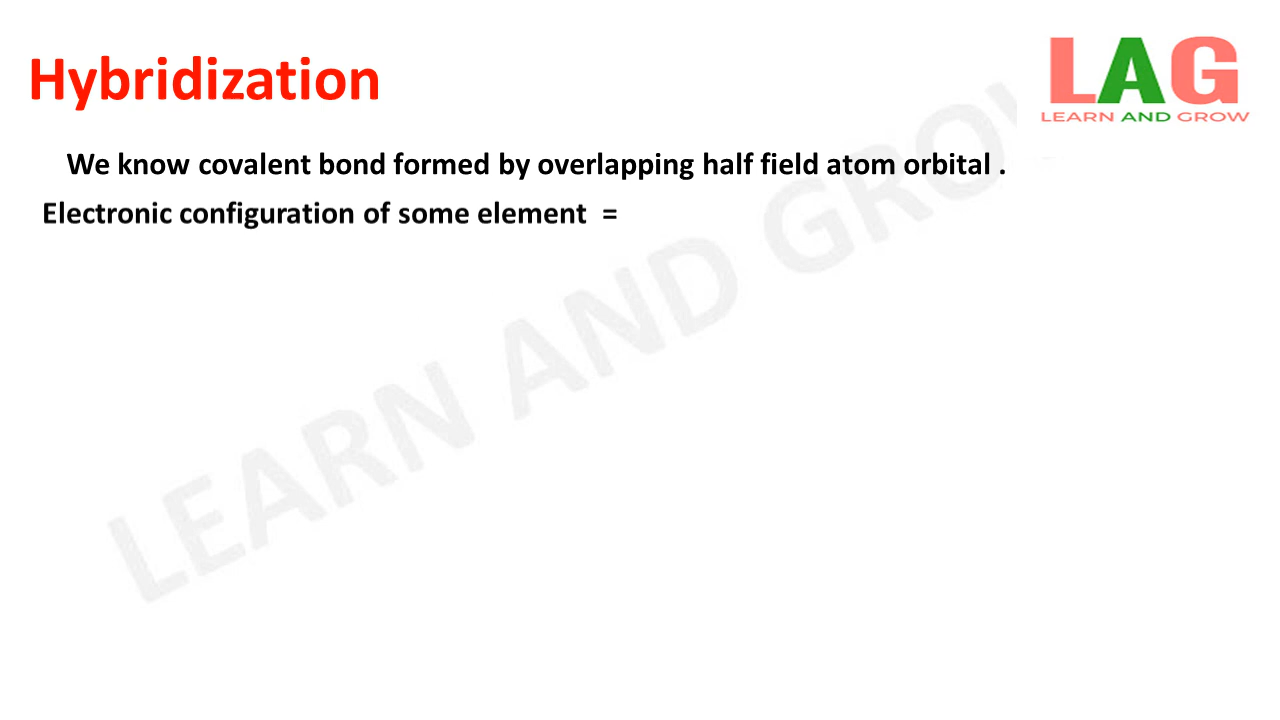 Hybridization
LAG
LEARN AND GROW
We know covalent bond formed by overlapping half field atom orbital .
Electronic configuration of some element =
LEARN AND GROW